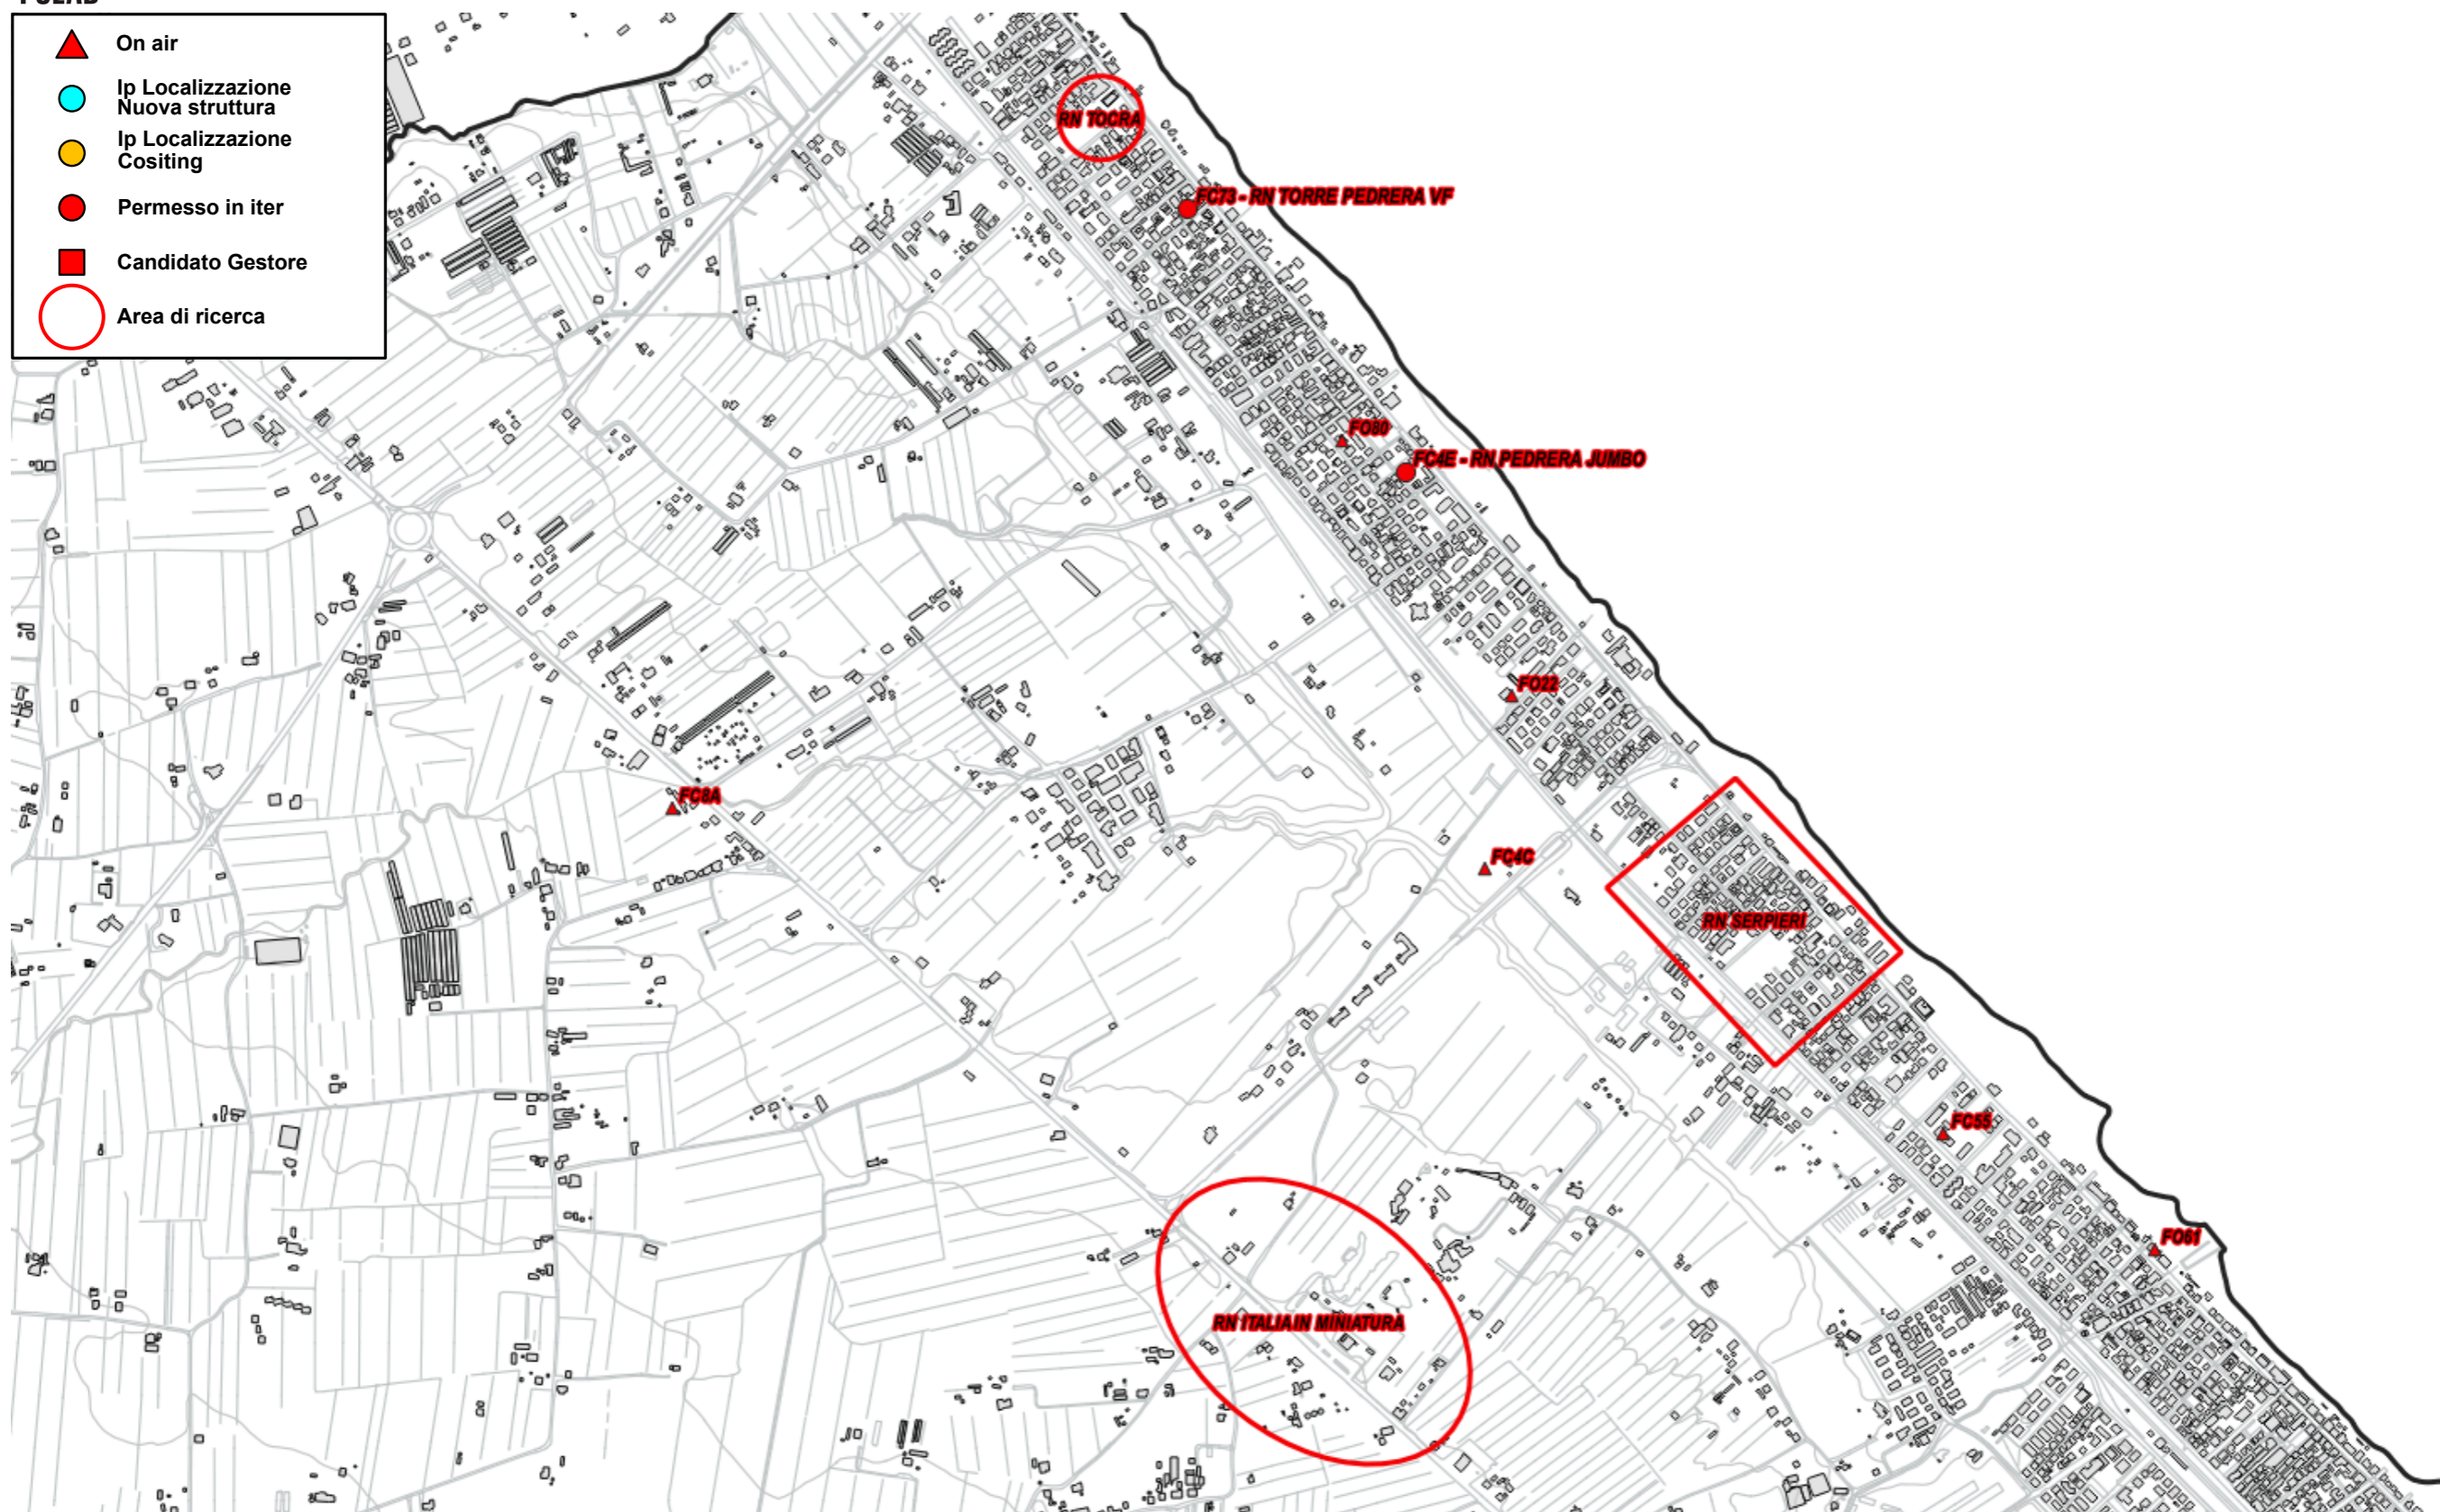 On air
Ip Localizzazione
Nuova struttura
Ip Localizzazione
Cositing
Permesso in iter
Candidato Gestore
Area di ricerca
RN TOCRA
FC73 - RN TORRE PEDRERA VF
FO80
FC4E - RN PEDRERA JUMBO
FO22
FC8A
FC4C
RN SERPIERI
FC55
FO61
RN ITALIA IN MINIATURA